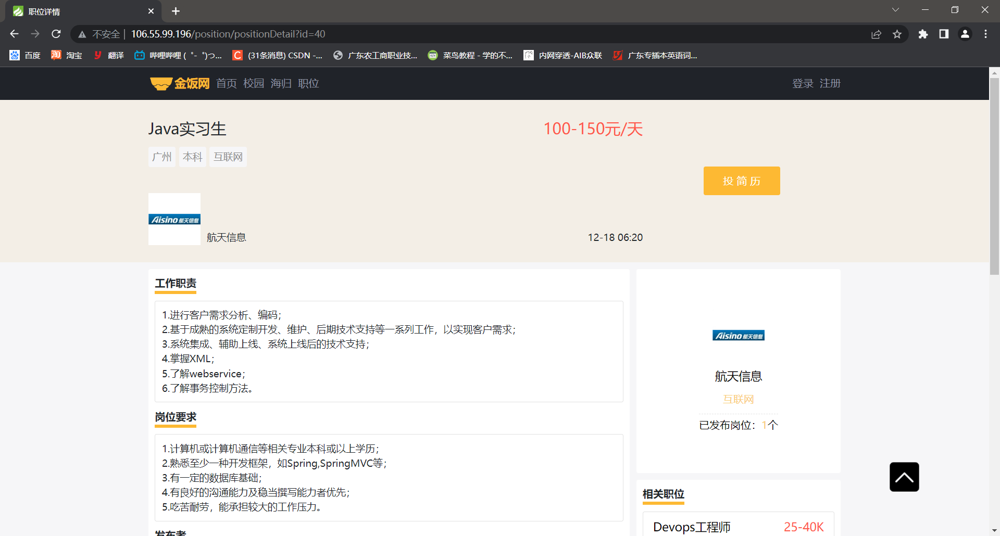 职位详情
不安全 106.55.99.196/position/positionDetail?id=40
百度 淘宝 翻译 哔哩哔哩 (゜-゜)つ... (31条消息) CSDN -... 广东农工商职业技... 菜鸟教程 - 学的不... 内网穿透-AIB众联 广东专插本英语词...
金饭网 首页 校园 海归 职位 登录 注册
Java实习生 100-150元/天
广州 本科 互联网
投 简 历
Aisino 航天信息
航天信息 12-18 06:20
工作职责
1.进行客户需求分析、编码；
2.基于成熟的系统定制开发、维护、后期技术支持等一系列工作，以实现客户需求；
3.系统集成、辅助上线、系统上线后的技术支持；
4.掌握XML；
5.了解webservice；
6.了解事务控制方法。
岗位要求
1.计算机或计算机通信等相关专业本科或以上学历；
2.熟悉至少一种开发框架，如Spring,SpringMVC等；
3.有一定的数据库基础；
4.有良好的沟通能力及稳当撰写能力者优先；
5.吃苦耐劳，能承担较大的工作压力。
发布者
Aisino 航天信息
航天信息
互联网
已发布岗位：1个
相关职位
Devops工程师 25-40K